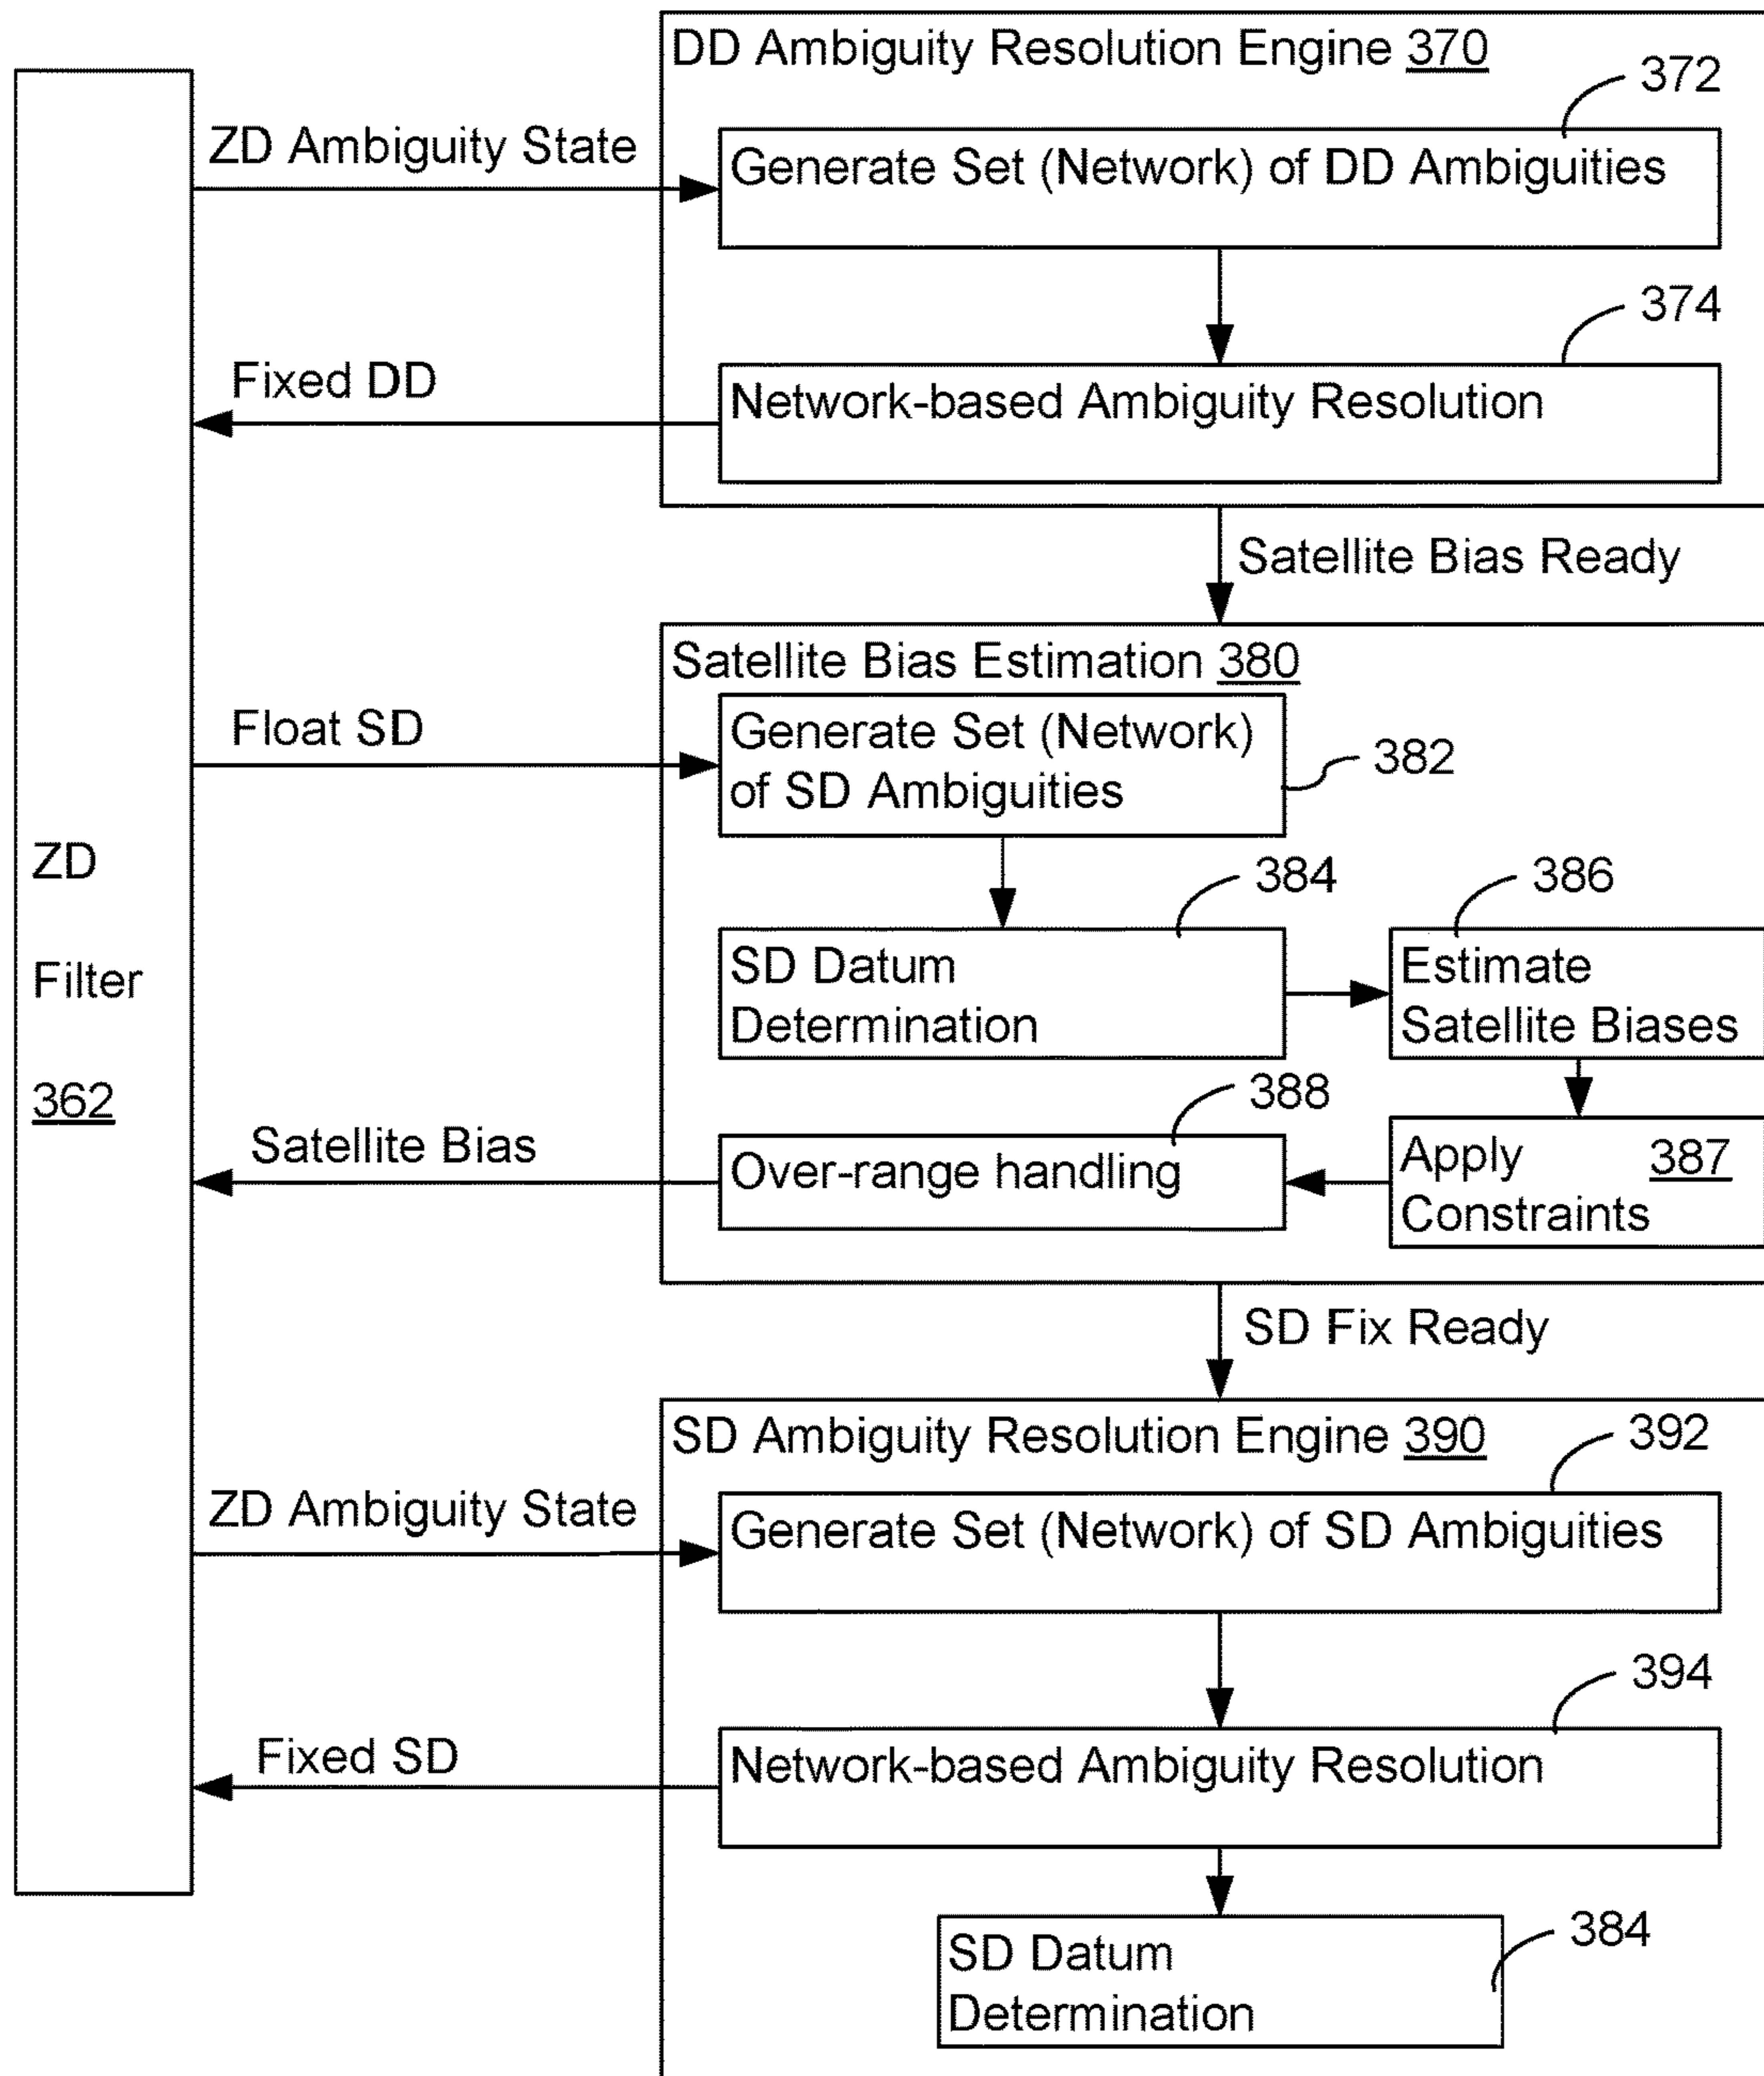 DD Ambiguity Resolution Engine 370
372
ZD Ambiguity State
Generate Set (Network) of DD Ambiguities
374
Fixed DD
Network-based Ambiguity Resolution
Satellite Bias Ready
Satellite Bias Estimation 380
Float SD
Generate Set (Network)
of SD Ambiguities
382
ZD
Filter
362
384
386
SD Datum
Determination
Estimate
Satellite Biases
388
Satellite Bias
Over-range handling
Apply 387
Constraints
SD Fix Ready
SD Ambiguity Resolution Engine 390
392
ZD Ambiguity State
Generate Set (Network) of SD Ambiguities
394
Fixed SD
Network-based Ambiguity Resolution
384
SD Datum
Determination